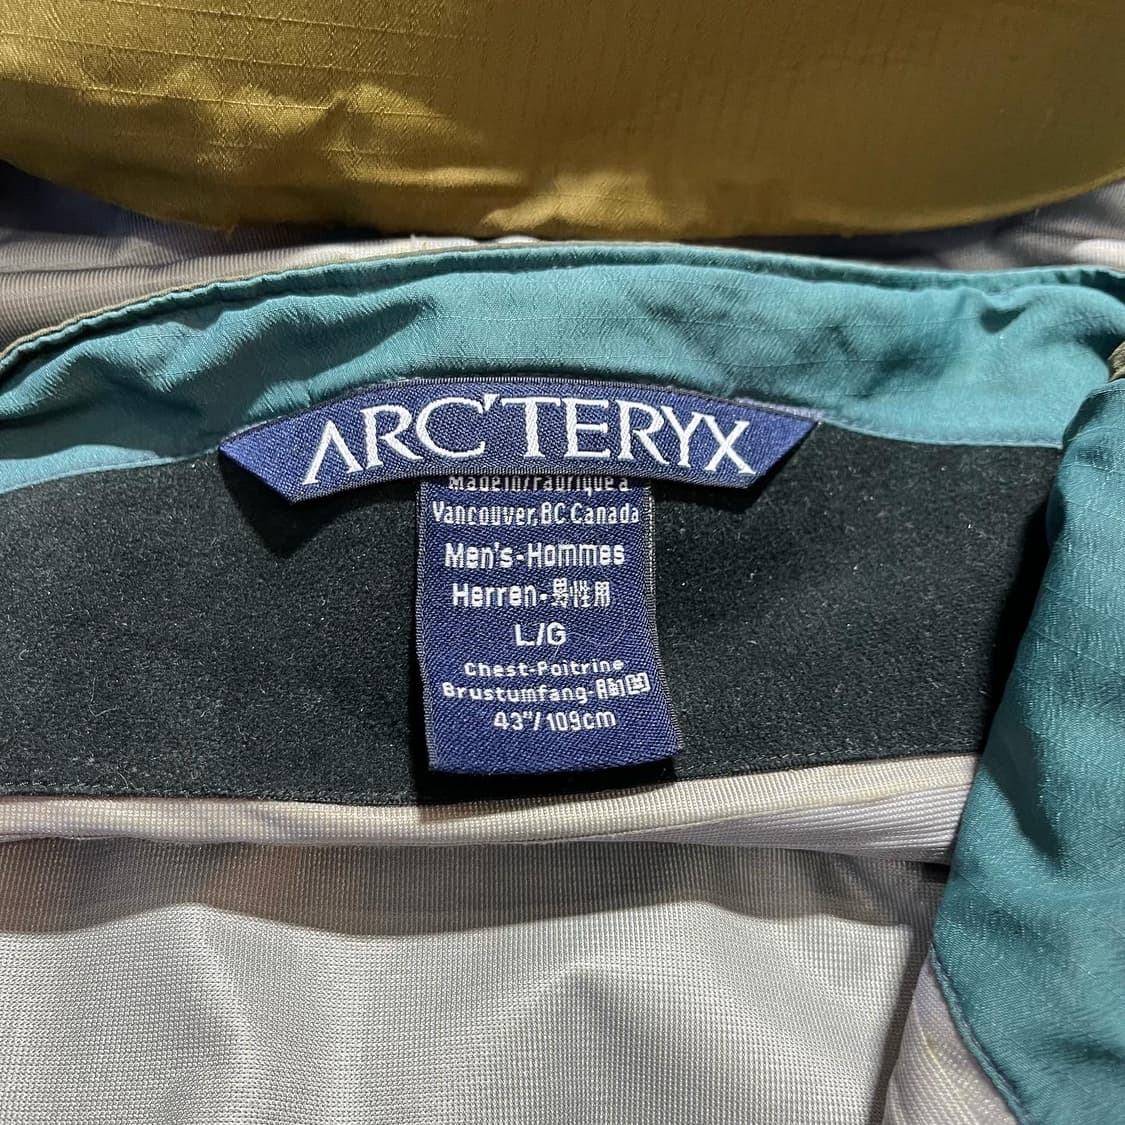 ARC'TERYX
Made in/Fabriqué à
Vancouver, BC Canada
Men's-Hommes
Herren-男性用
L/G
Chest-Poitrine
Brustumfang-胸囲
43"/109cm